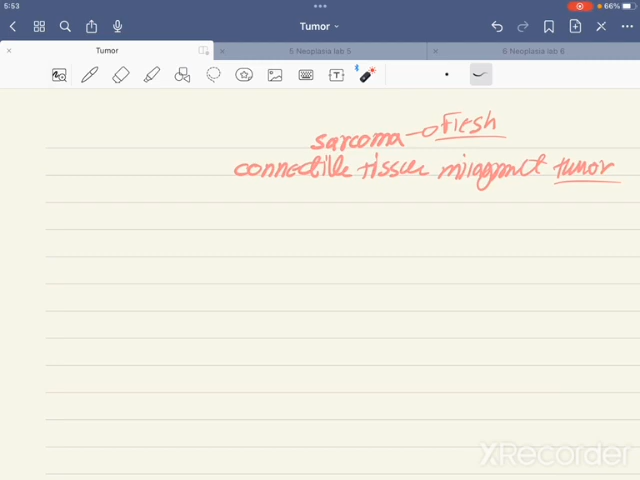 5:53
66%
Tumor
Tumor
5 Neoplasia lab 5
6 Neoplasia lab 6
T
sarcoma Flesh
connective tissue malignant tumor
XRecorder